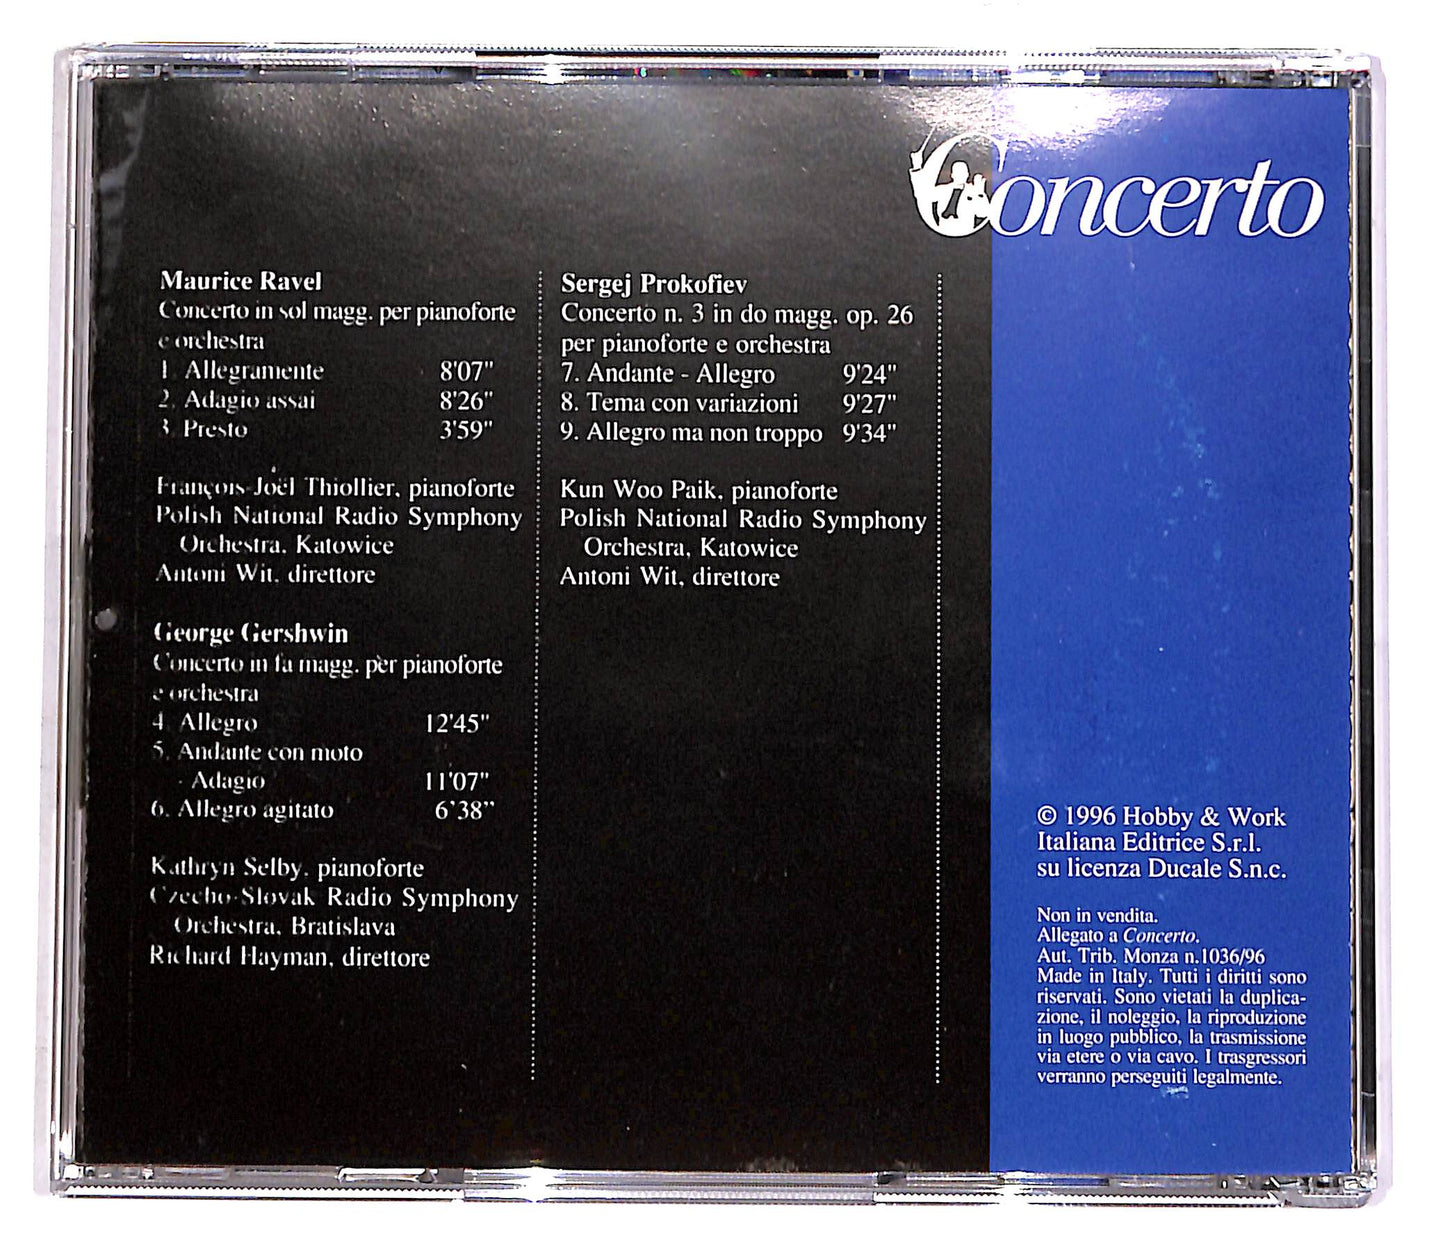 Concerto
Maurice Ravel
Concerto in sol magg. per pianoforte
e orchestra
1. Allegramente 8'07"
2. Adagio assai 8'26"
3. Presto 3'59"
François-Joël Thiollier, pianoforte
Polish National Radio Symphony
Orchestra, Katowice
Antoni Wit, direttore
George Gershwin
Concerto in fa magg. per pianoforte
e orchestra
4. Allegro 12'45"
5. Andante con moto
- Adagio 11'07"
6. Allegro agitato 6'38"
Kathryn Selby, pianoforte
Czecho-Slovak Radio Symphony
Orchestra, Bratislava
Richard Hayman, direttore
Sergej Prokofiev
Concerto n. 3 in do magg. op. 26
per pianoforte e orchestra
7. Andante - Allegro 9'24"
8. Tema con variazioni 9'27"
9. Allegro ma non troppo 9'34"
Kun Woo Paik, pianoforte
Polish National Radio Symphony
Orchestra, Katowice
Antoni Wit, direttore
© 1996 Hobby & Work
Italiana Editrice S.r.l.
su licenza Ducale S.n.c.
Non in vendita.
Allegato a Concerto.
Aut. Trib. Monza n.1036/96
Made in Italy. Tutti i diritti sono
riservati. Sono vietati la duplica-
zione, il noleggio, la riproduzione
in luogo pubblico, la trasmissione
via etere o via cavo. I trasgressori
verranno perseguiti legalmente.